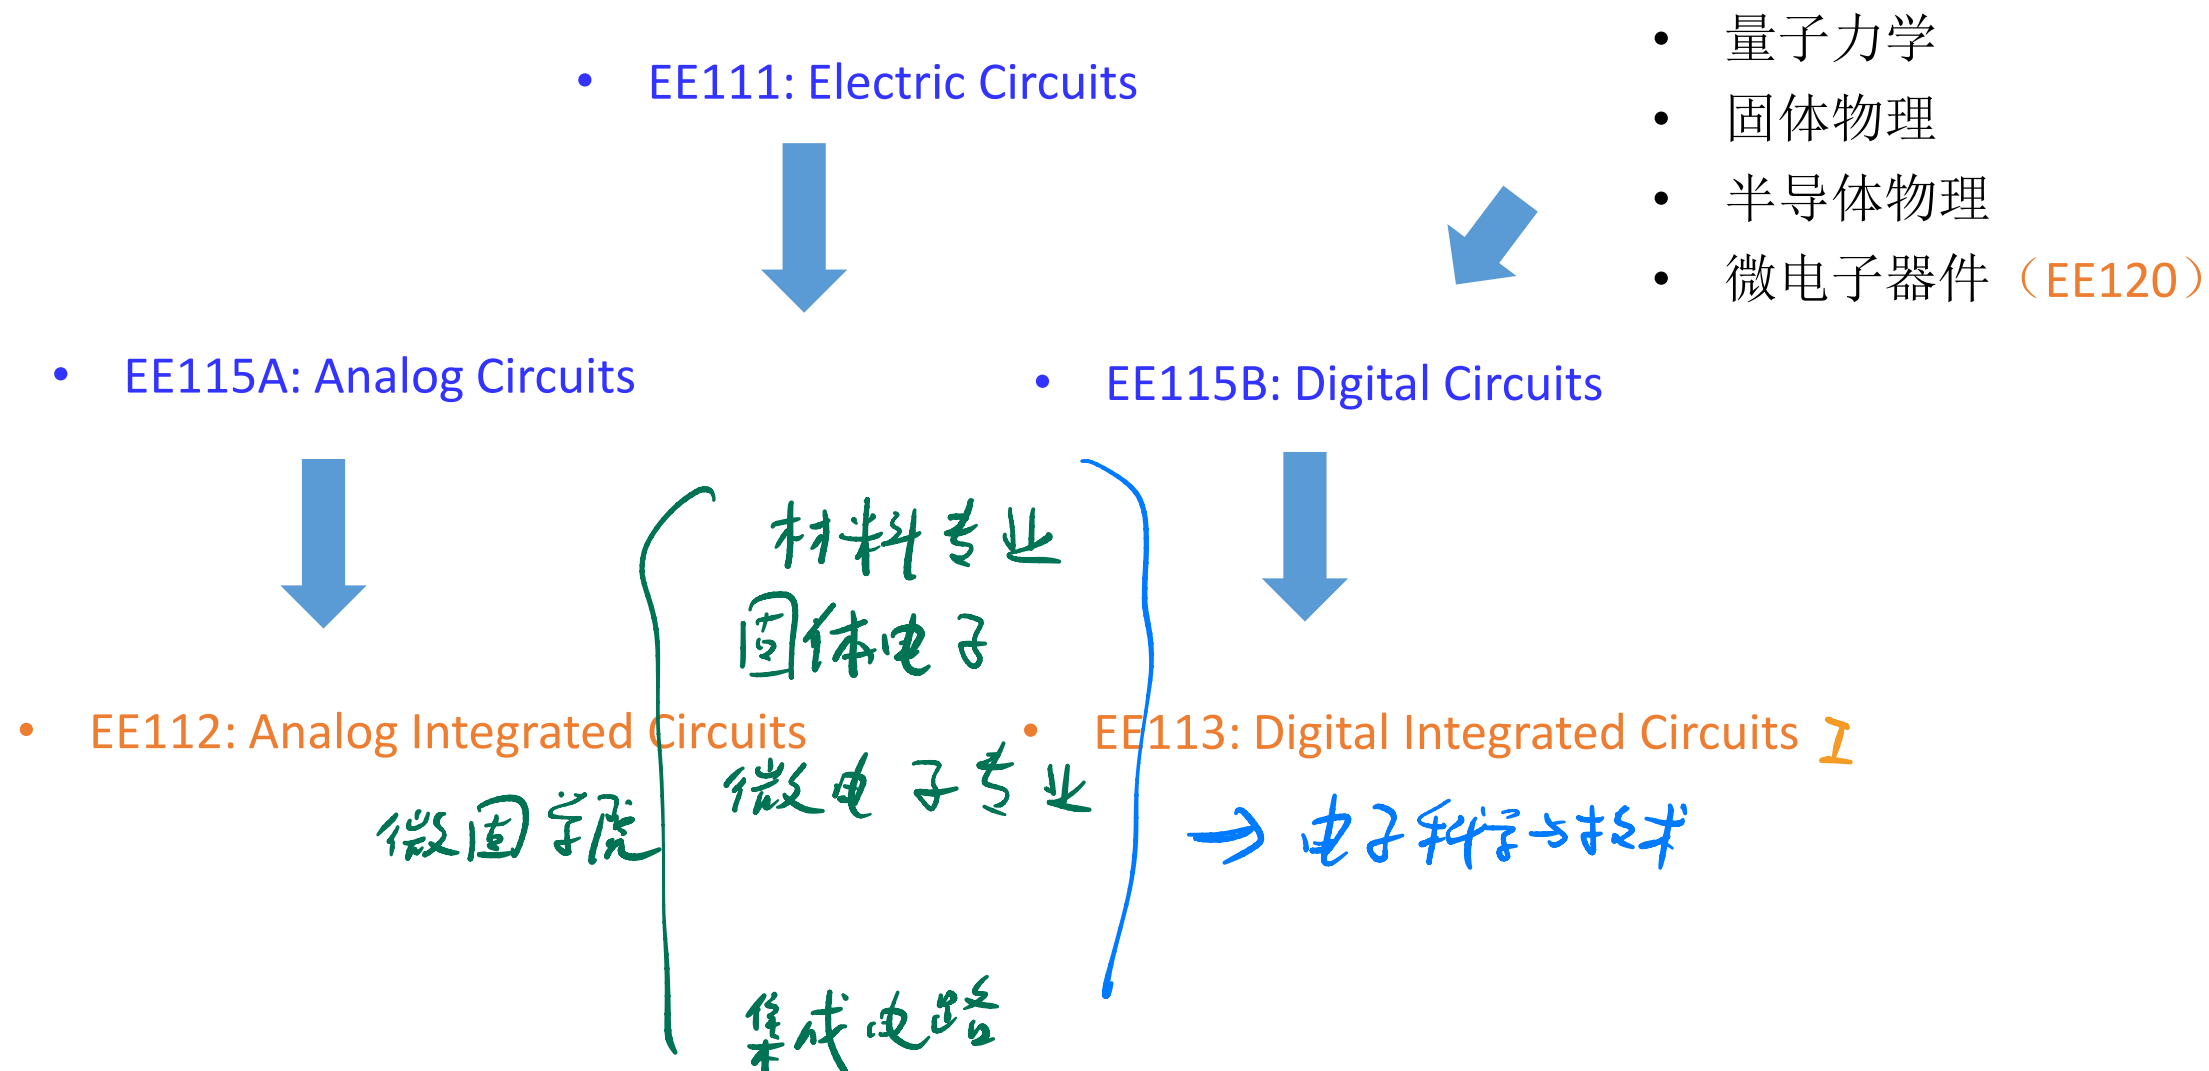 • EE111: Electric Circuits
• 量子力学
• 固体物理
• 半导体物理
• 微电子器件（EE120）
• EE115A: Analog Circuits
• EE115B: Digital Circuits
材料专业
固体电子
• EE112: Analog Integrated Circuits
• EE113: Digital Integrated Circuits I
微电子专业
微固学院
→ 电子科学与技术
集成电路